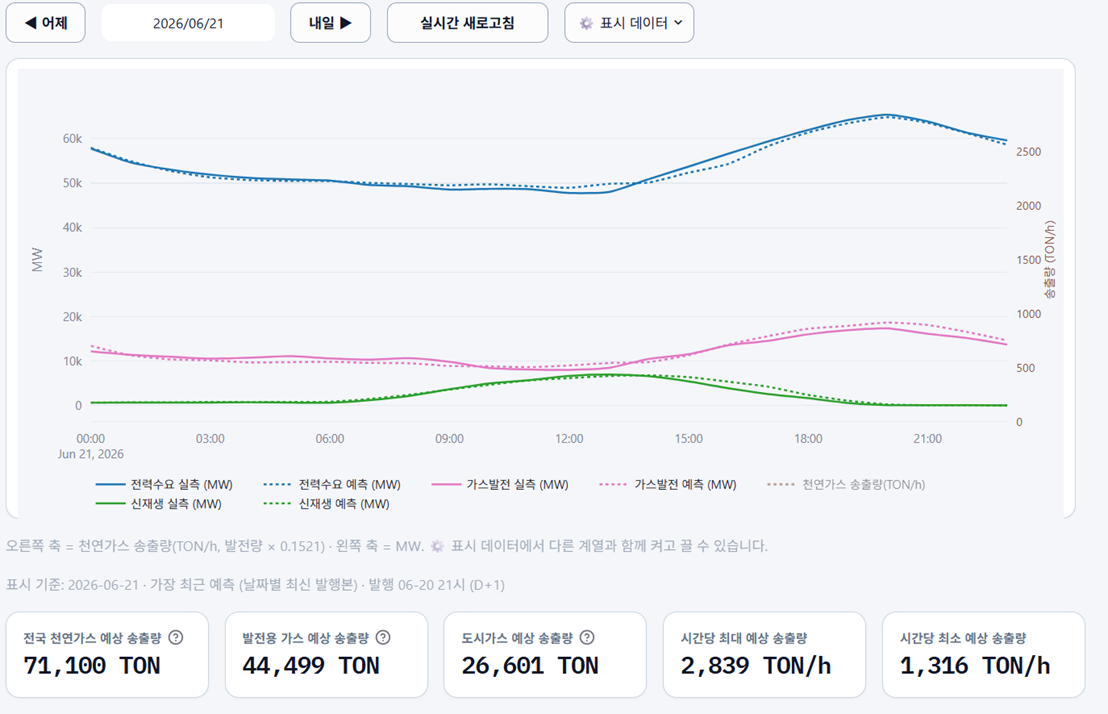 ◀ 어제 2026/06/21 내일 ▶ 실시간 새로고침 ⚙️ 표시 데이터
60k
50k
40k
30k
20k
10k
0
MW
2500
2000
1500
1000
500
0
송출량 (TON/h)
00:00 03:00 06:00 09:00 12:00 15:00 18:00 21:00
Jun 21, 2026
전력수요 실측 (MW) 전력수요 예측 (MW) 가스발전 실측 (MW) 가스발전 예측 (MW) 천연가스 송출량(TON/h)
신재생 실측 (MW) 신재생 예측 (MW)
오른쪽 축 = 천연가스 송출량(TON/h, 발전량 × 0.1521) · 왼쪽 축 = MW. ⚙️ 표시 데이터에서 다른 계열과 함께 켜고 끌 수 있습니다.
표시 기준: 2026-06-21 · 가장 최근 예측 (날짜별 최신 발행본) · 발행 06-20 21시 (D+1)
전국 천연가스 예상 송출량 ?
71,100 TON
발전용 가스 예상 송출량 ?
44,499 TON
도시가스 예상 송출량 ?
26,601 TON
시간당 최대 예상 송출량
2,839 TON/h
시간당 최소 예상 송출량
1,316 TON/h